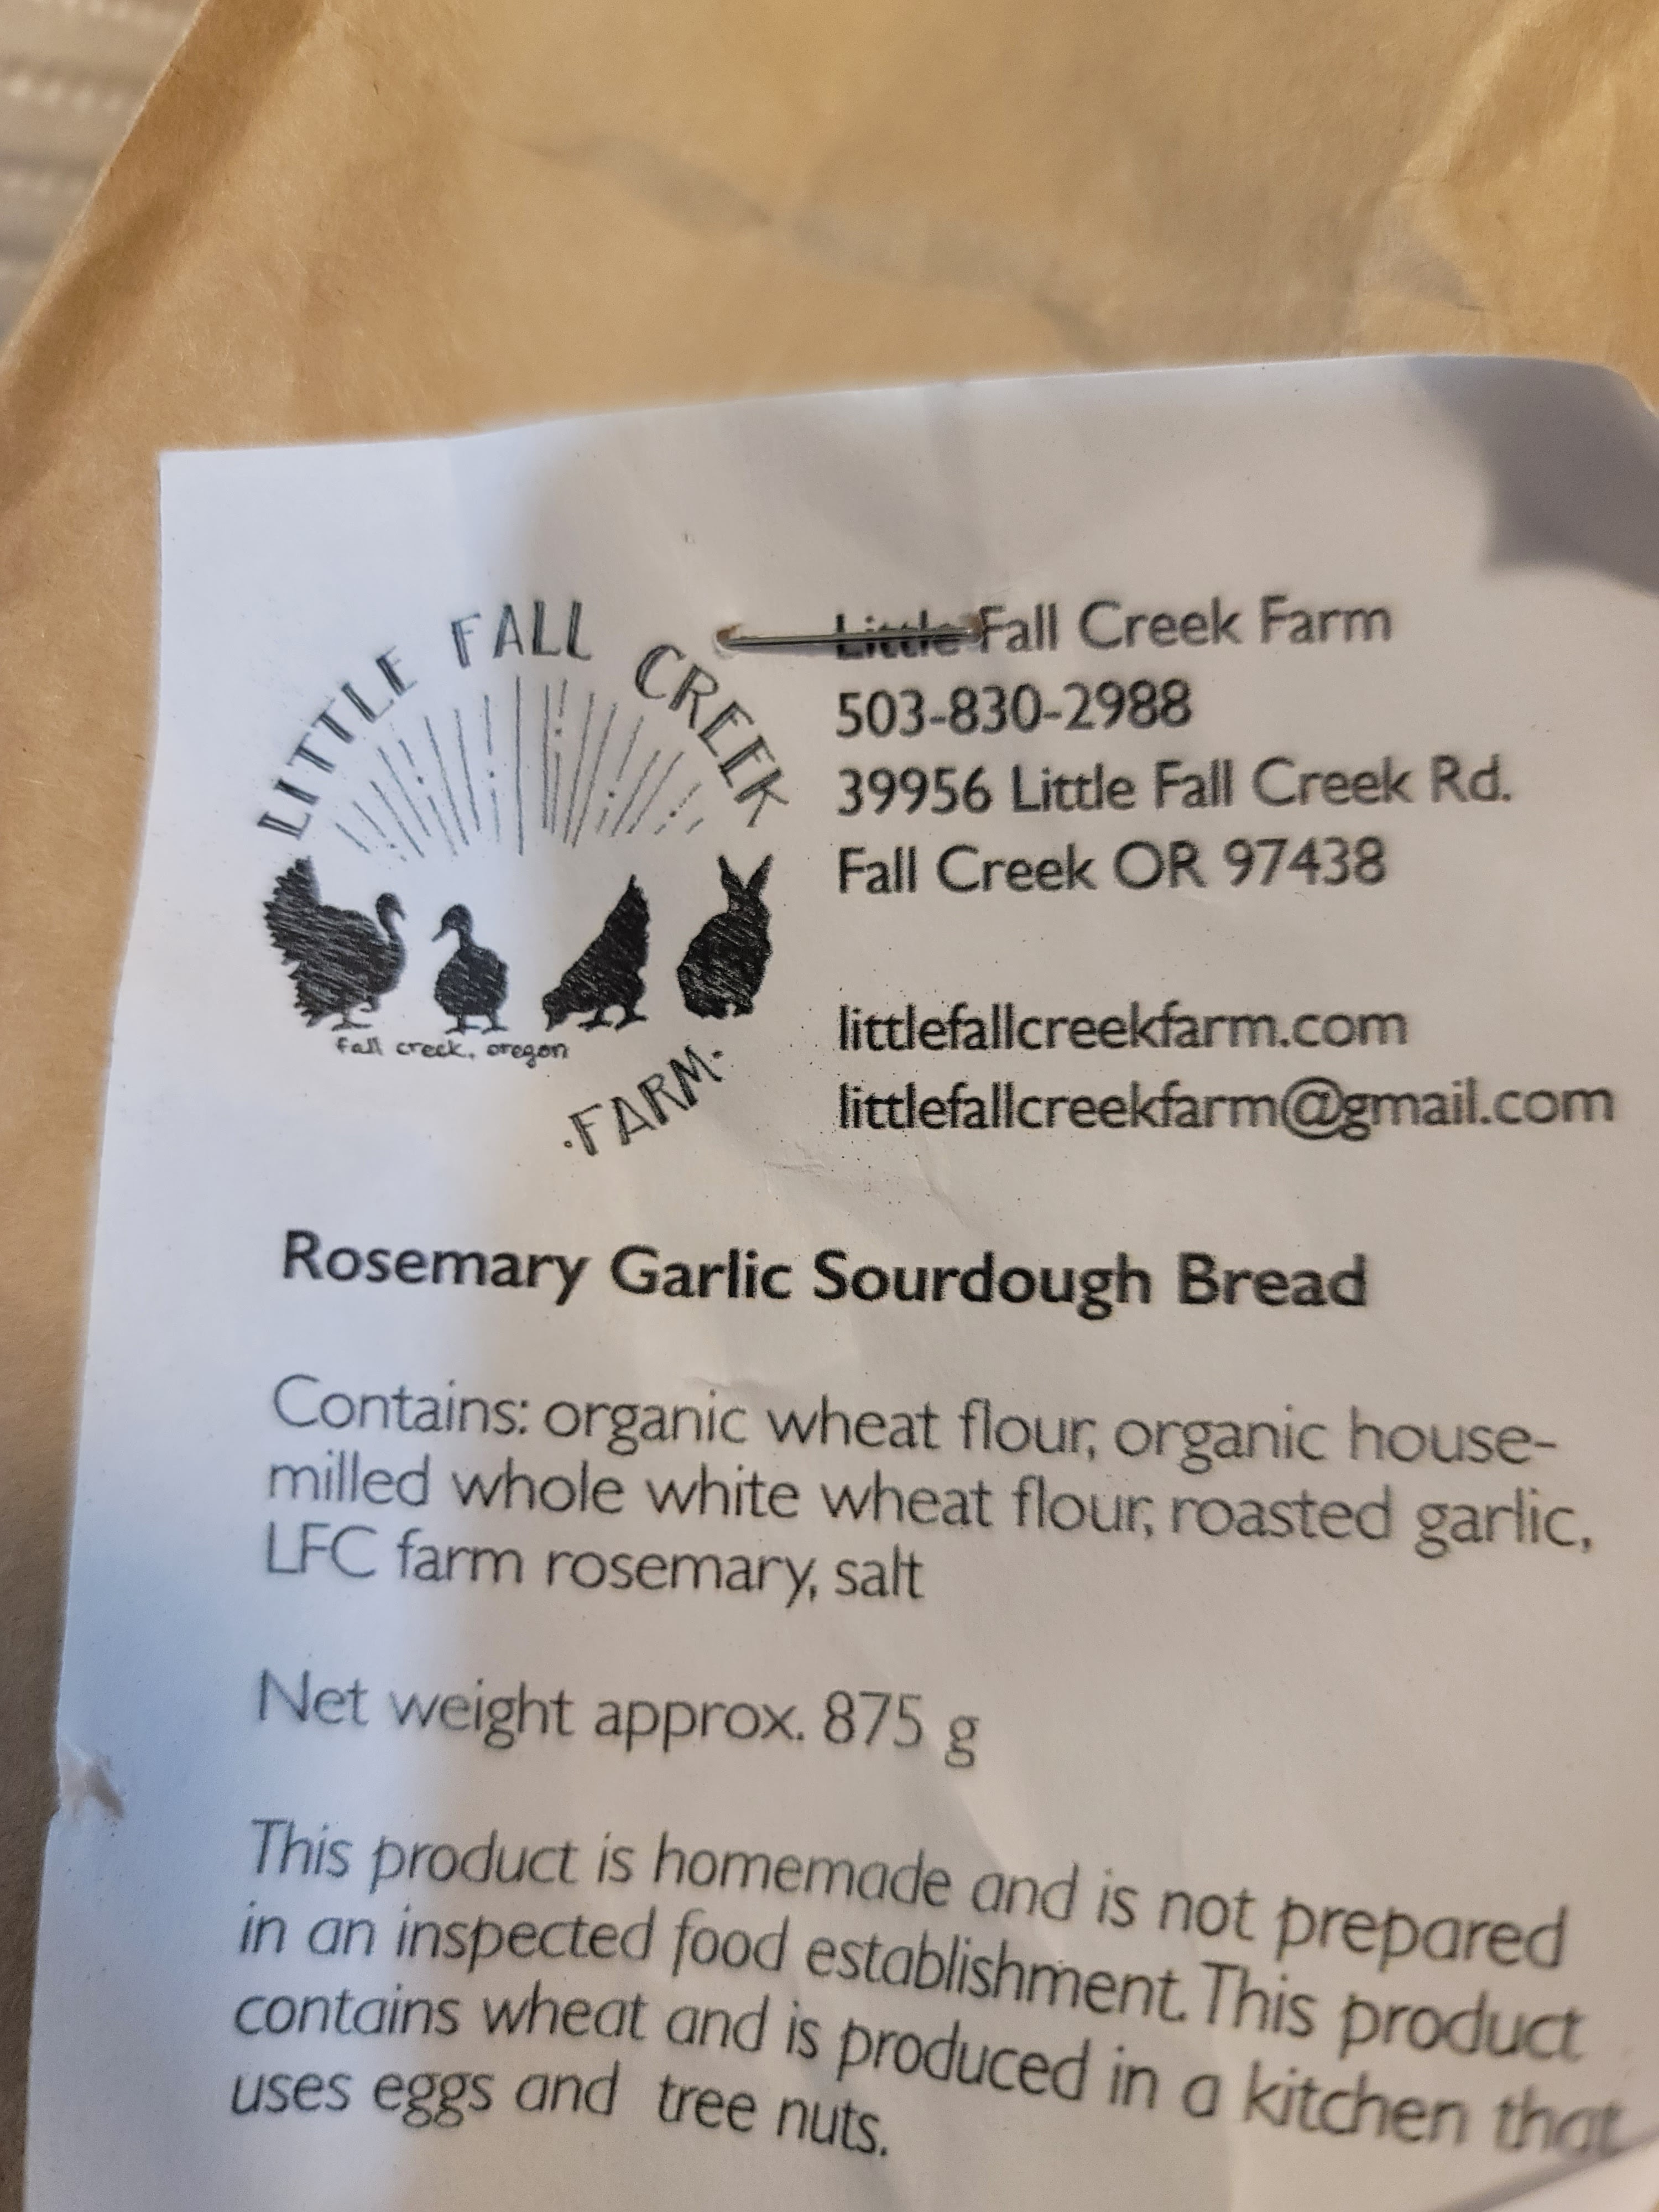 LITTLE FALL CREEK
fall creek, oregon
·FARM·
Little Fall Creek Farm
503-830-2988
39956 Little Fall Creek Rd.
Fall Creek OR 97438
littlefallcreekfarm.com
littlefallcreekfarm@gmail.com
Rosemary Garlic Sourdough Bread
Contains: organic wheat flour, organic house-
milled whole white wheat flour, roasted garlic,
LFC farm rosemary, salt
Net weight approx. 875 g
This product is homemade and is not prepared
in an inspected food establishment. This product
contains wheat and is produced in a kitchen that
uses eggs and tree nuts.